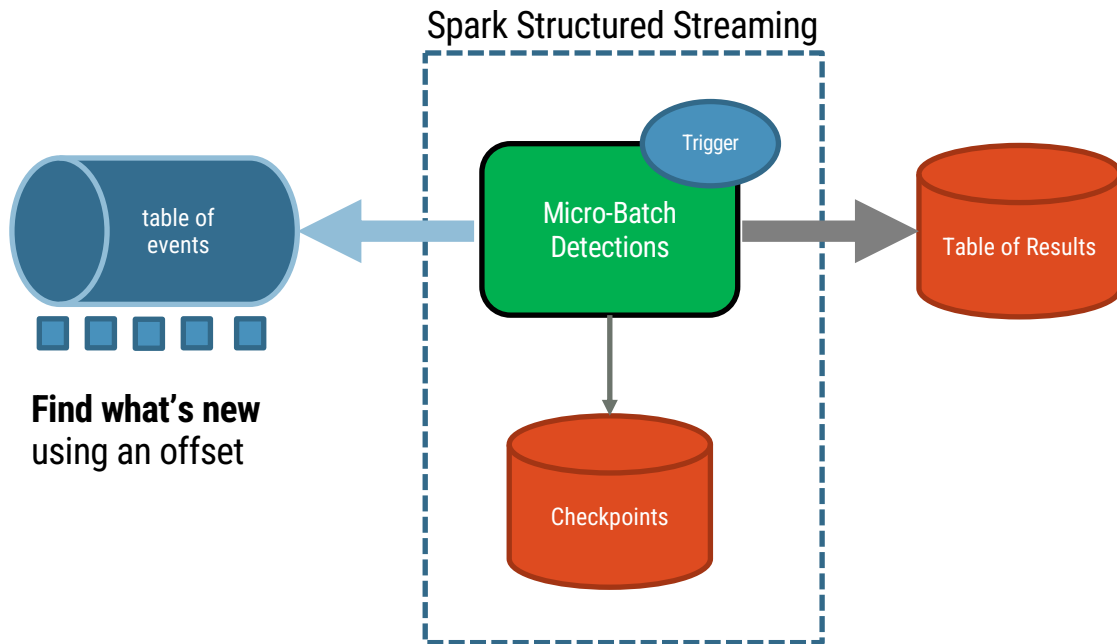 Spark Structured Streaming
Trigger
table of
events
Micro-Batch
Detections
Table of Results
Find what’s new
using an offset
Checkpoints